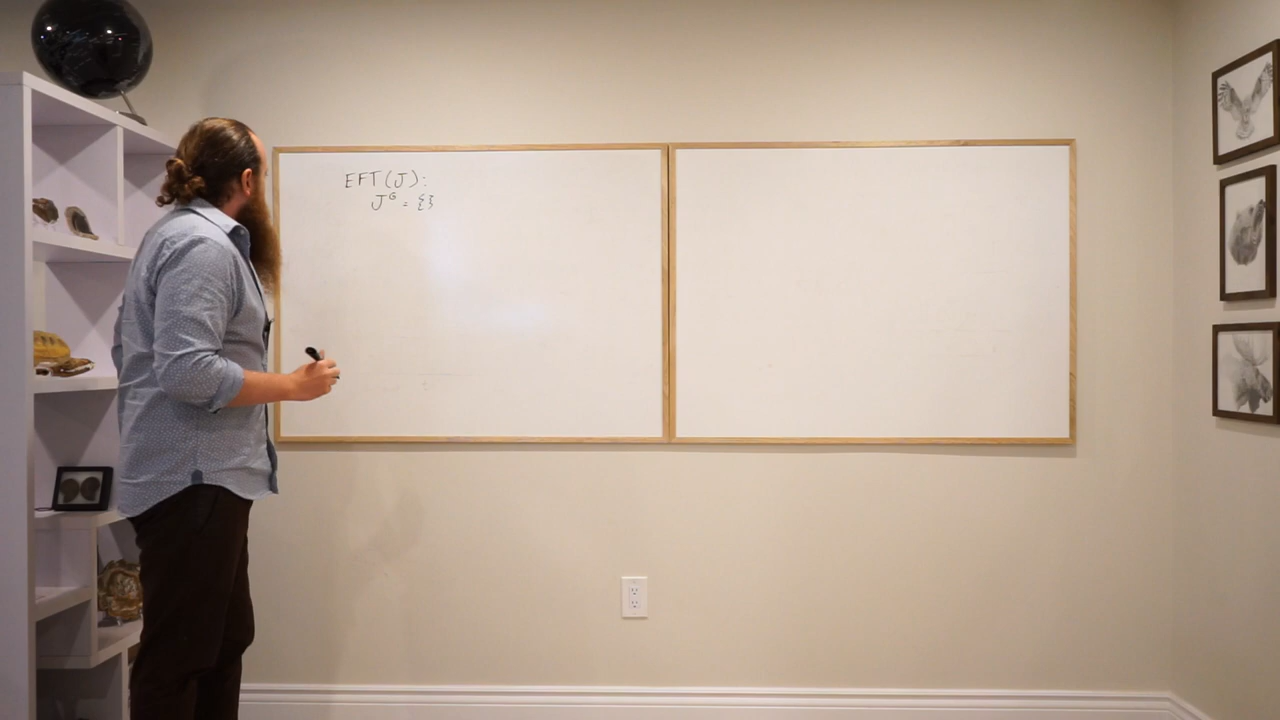 EFT(J):
J^G = {}